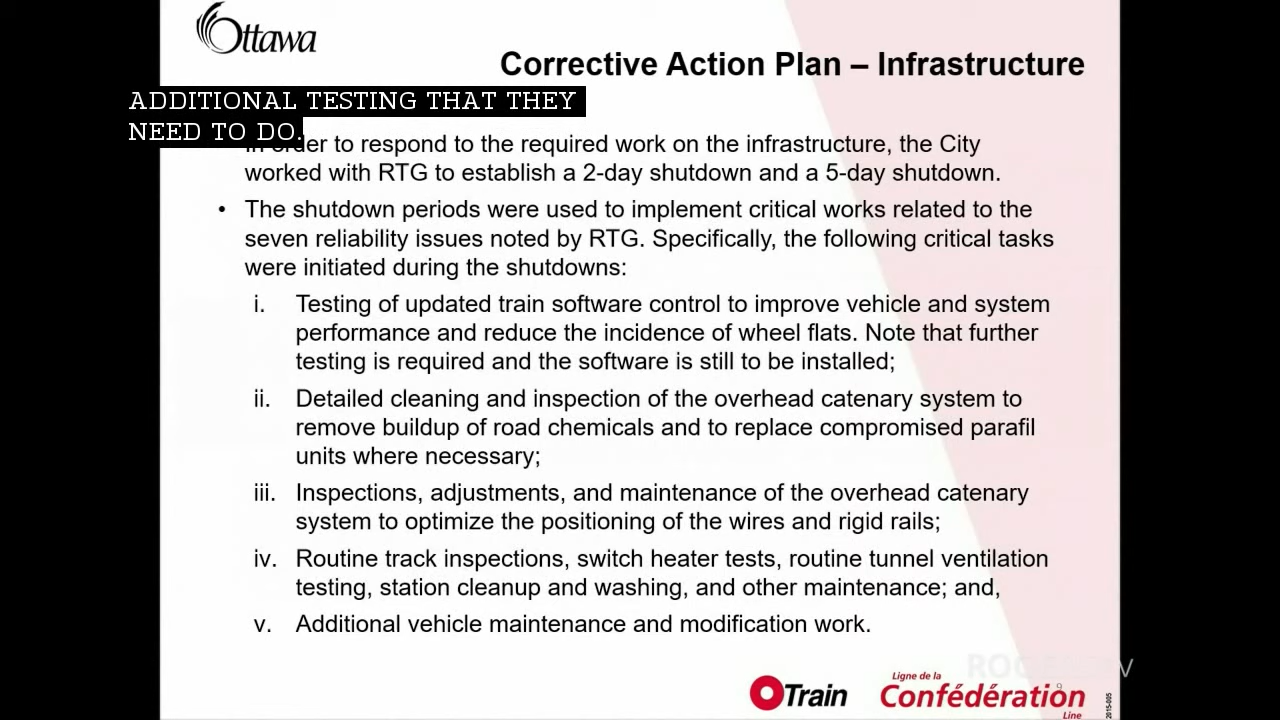 Ottawa
Corrective Action Plan – Infrastructure
ADDITIONAL TESTING THAT THEY
NEED TO DO.
order to respond to the required work on the infrastructure, the City
worked with RTG to establish a 2-day shutdown and a 5-day shutdown.
• The shutdown periods were used to implement critical works related to the
seven reliability issues noted by RTG. Specifically, the following critical tasks
were initiated during the shutdowns:
i. Testing of updated train software control to improve vehicle and system
performance and reduce the incidence of wheel flats. Note that further
testing is required and the software is still to be installed;
ii. Detailed cleaning and inspection of the overhead catenary system to
remove buildup of road chemicals and to replace compromised parafil
units where necessary;
iii. Inspections, adjustments, and maintenance of the overhead catenary
system to optimize the positioning of the wires and rigid rails;
iv. Routine track inspections, switch heater tests, routine tunnel ventilation
testing, station cleanup and washing, and other maintenance; and,
v. Additional vehicle maintenance and modification work.
OTrain
Ligne de la
Confédération
Line
9
2015-005